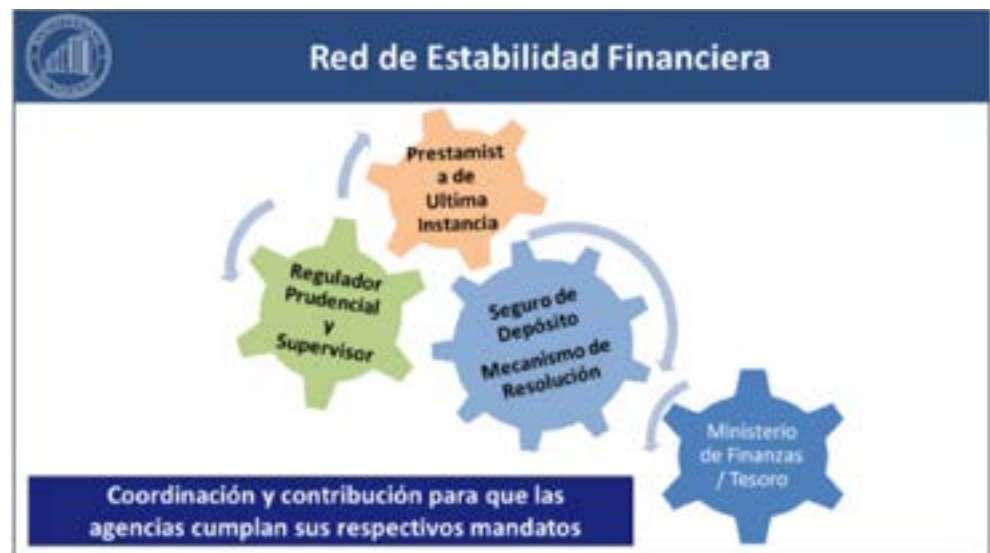 Red de Estabilidad Financiera
Prestamist
a de
Ultima
Instancia
Regulador
Prudencial
y
Supervisor
Seguro de
Depósito
Mecanismo de
Resolución
Ministerio
de Finanzas
/ Tesoro
Coordinación y contribución para que las
agencias cumplan sus respectivos mandatos